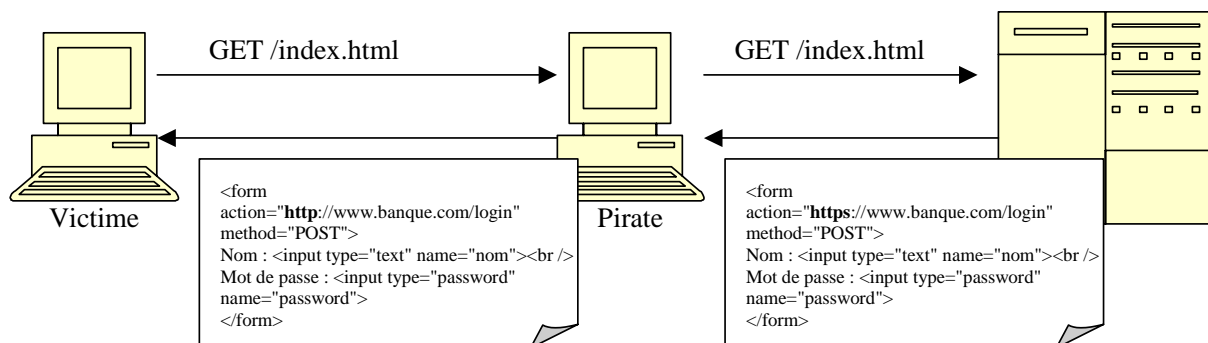 GET /index.html
GET /index.html
Victime
Pirate
<form
action="http://www.banque.com/login"
method="POST">
Nom : <input type="text" name="nom"><br />
Mot de passe : <input type="password"
name="password">
</form>
<form
action="https://www.banque.com/login"
method="POST">
Nom : <input type="text" name="nom"><br />
Mot de passe : <input type="password"
name="password">
</form>